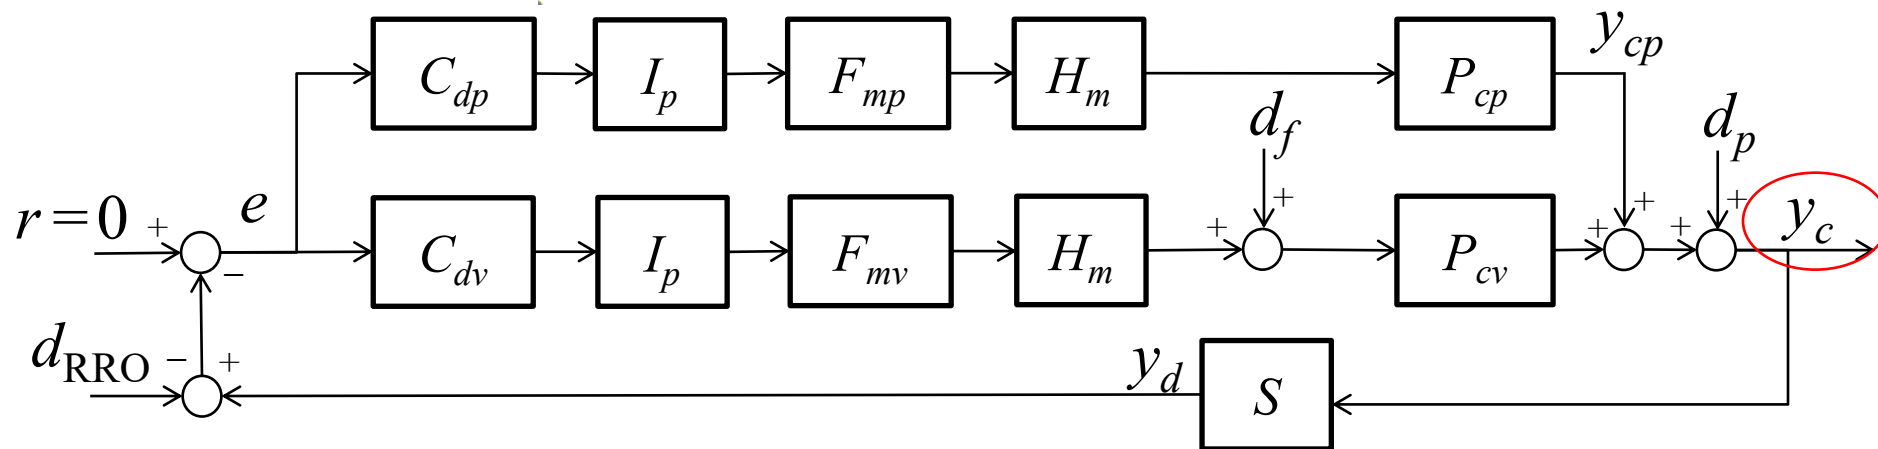 C_dp I_p F_mp H_m P_cp y_cp
d_f d_p
r = 0 + − e C_dv I_p F_mv H_m + + P_cv + + + + y_c
d_RRO − + y_d S